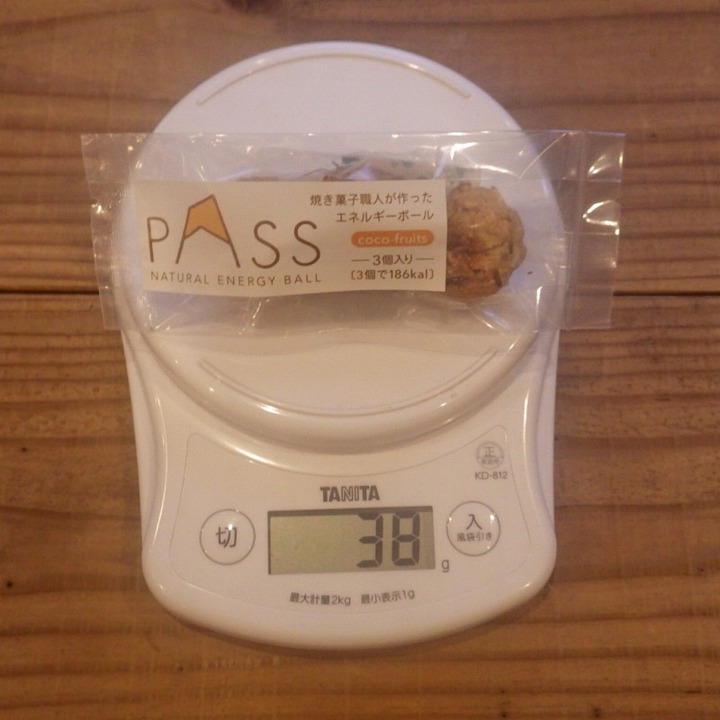 PASS
NATURAL ENERGY BALL
焼き菓子職人が作った
エネルギーボール
coco-fruits
3個入り
〔3個で186kal〕
正
KD-812
TANITA
切
38
g
入
風袋引き
最大計量2kg 最小表示1g